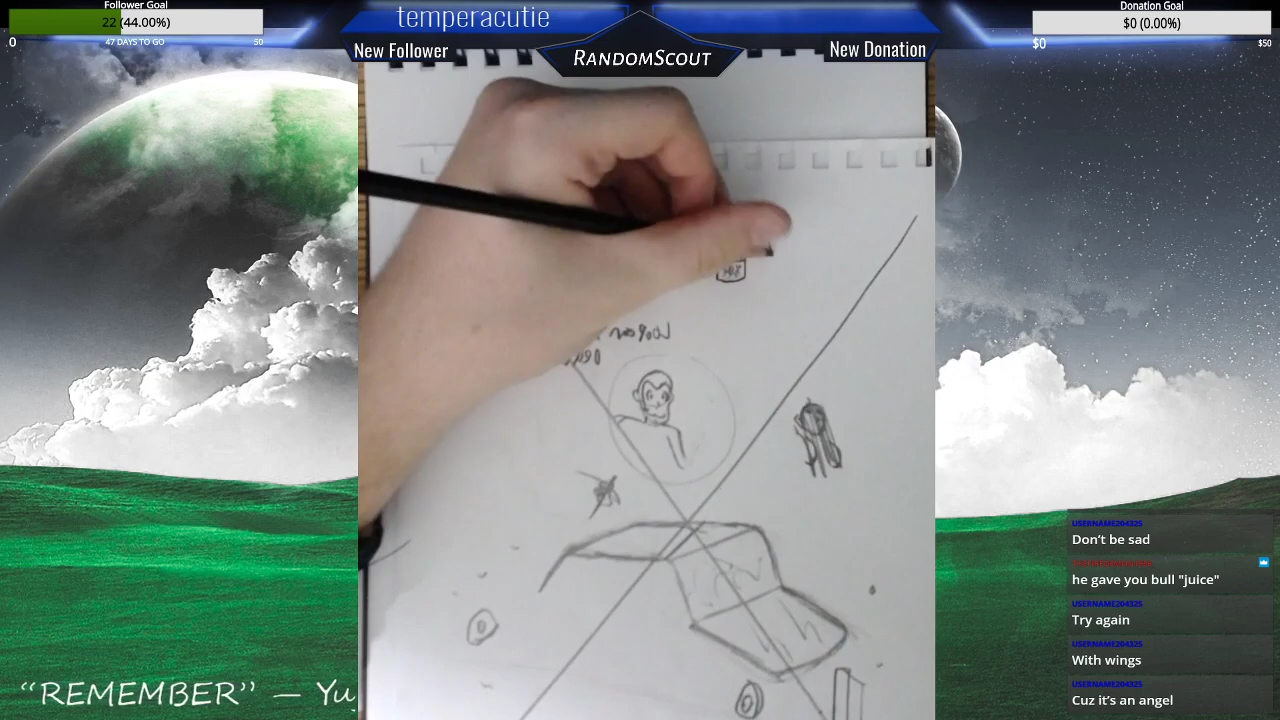 Follower Goal
22 (44.00%)
0
47 DAYS TO GO
50
temperacutie
New Follower
RANDOMSCOUT
New Donation
Donation Goal
$0 (0.00%)
$0
$50
USERNAME204325
Don't be sad
he gave you bull "juice"
USERNAME204325
Try again
USERNAME204325
With wings
USERNAME204325
Cuz it's an angel
“REMEMBER” – Yu